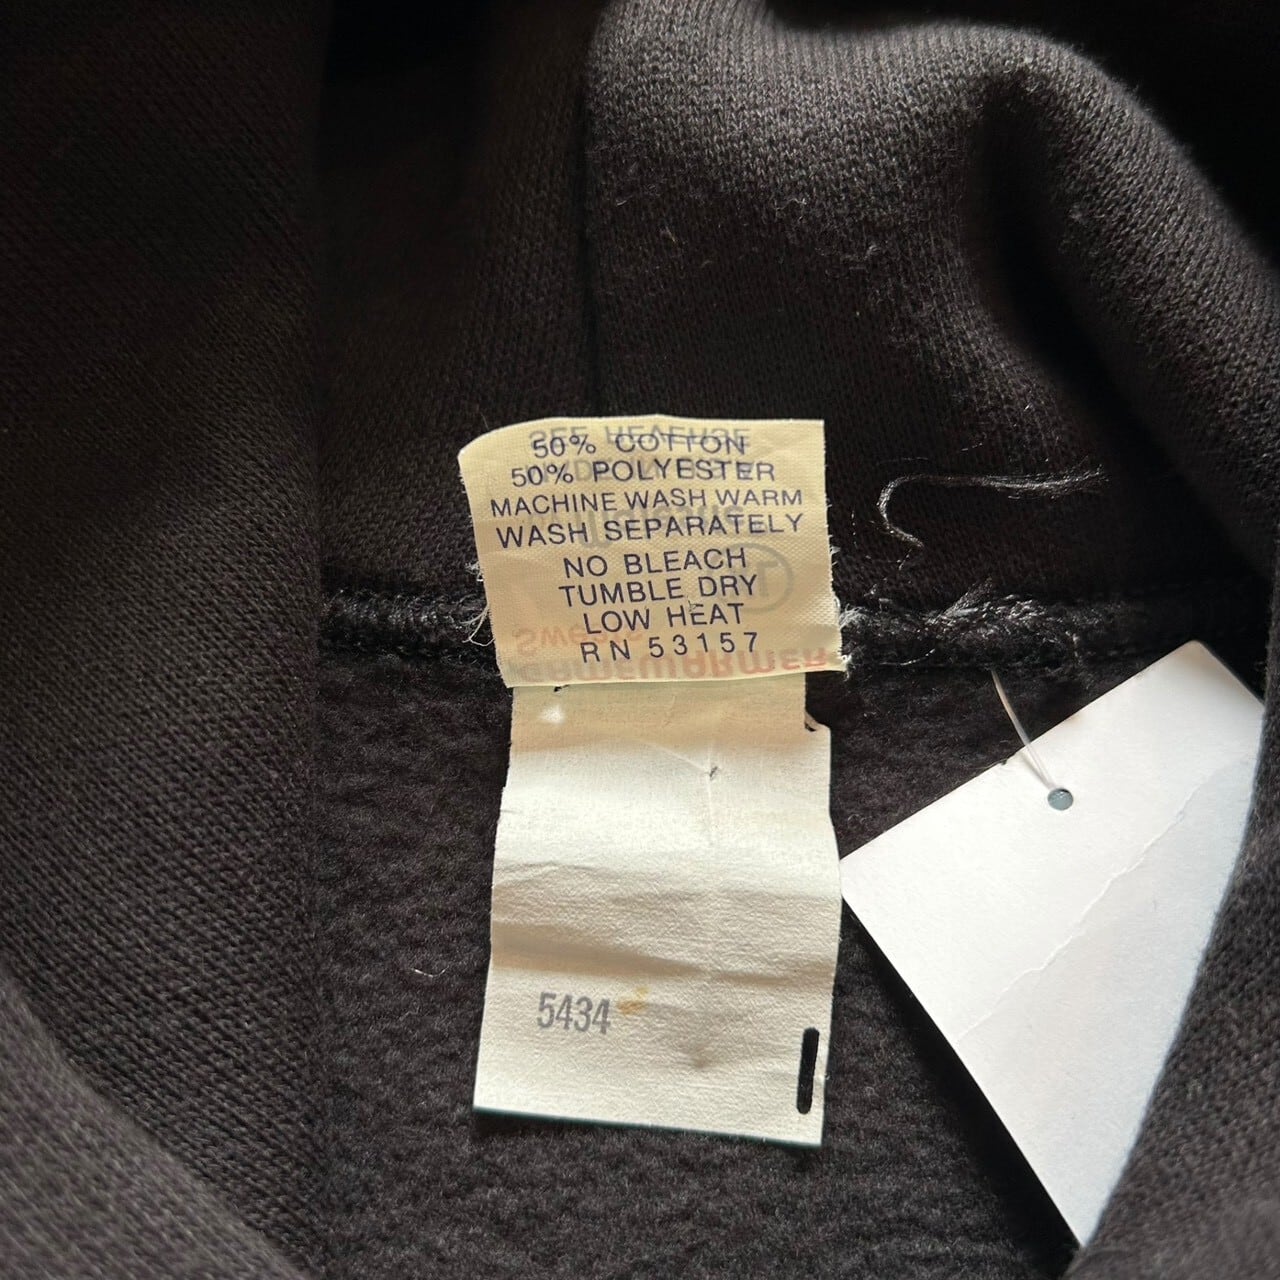 50% COTTON
50% POLYESTER
MACHINE WASH WARM
WASH SEPARATELY
NO BLEACH
TUMBLE DRY
LOW HEAT
RN 53157
5434